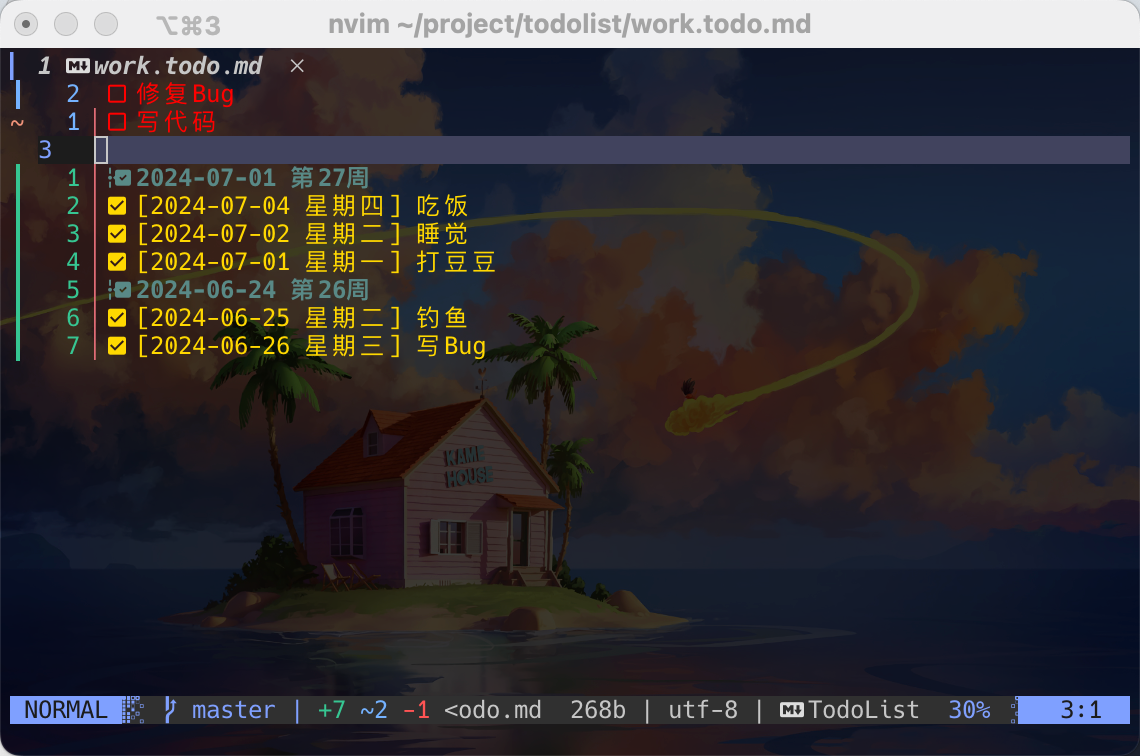 ⌥⌘3 nvim ~/project/todolist/work.todo.md
1 work.todo.md ×
2 修复Bug
~ 1 写代码
3
1 2024-07-01 第27周
2 [2024-07-04 星期四] 吃饭
3 [2024-07-02 星期二] 睡觉
4 [2024-07-01 星期一] 打豆豆
5 2024-06-24 第26周
6 [2024-06-25 星期二] 钓鱼
7 [2024-06-26 星期三] 写Bug
KAME
HOUSE
NORMAL master | +7 ~2 -1 <odo.md 268b | utf-8 | TodoList 30% 3:1